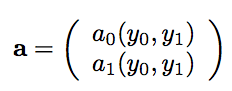 a = ( a₀(y₀, y₁)
a₁(y₀, y₁) )